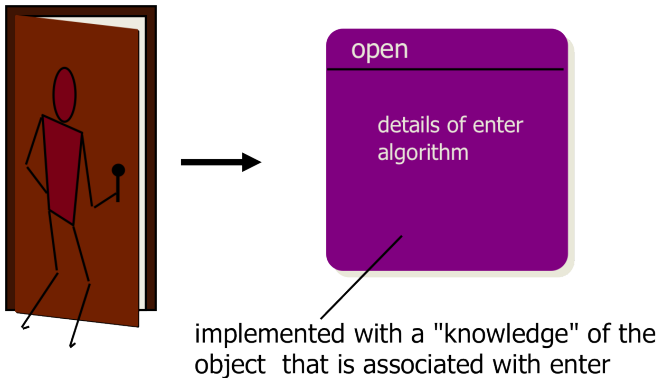 open
details of enter
algorithm
implemented with a "knowledge" of the
object that is associated with enter